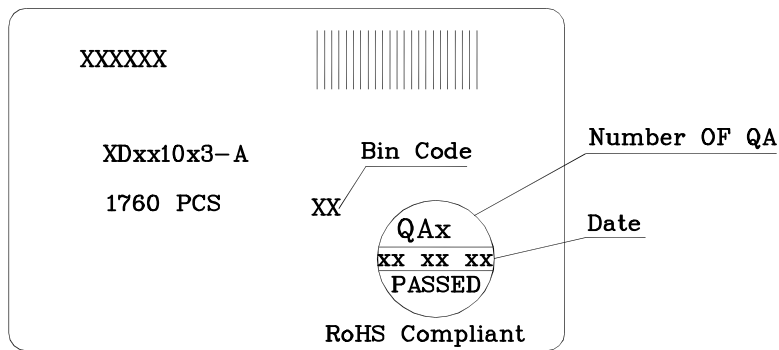 XXXXXX
XDxx10x3-A
Bin Code
Number OF QA
1760 PCS
XX
QAx
Date
xx xx xx
PASSED
RoHS Compliant